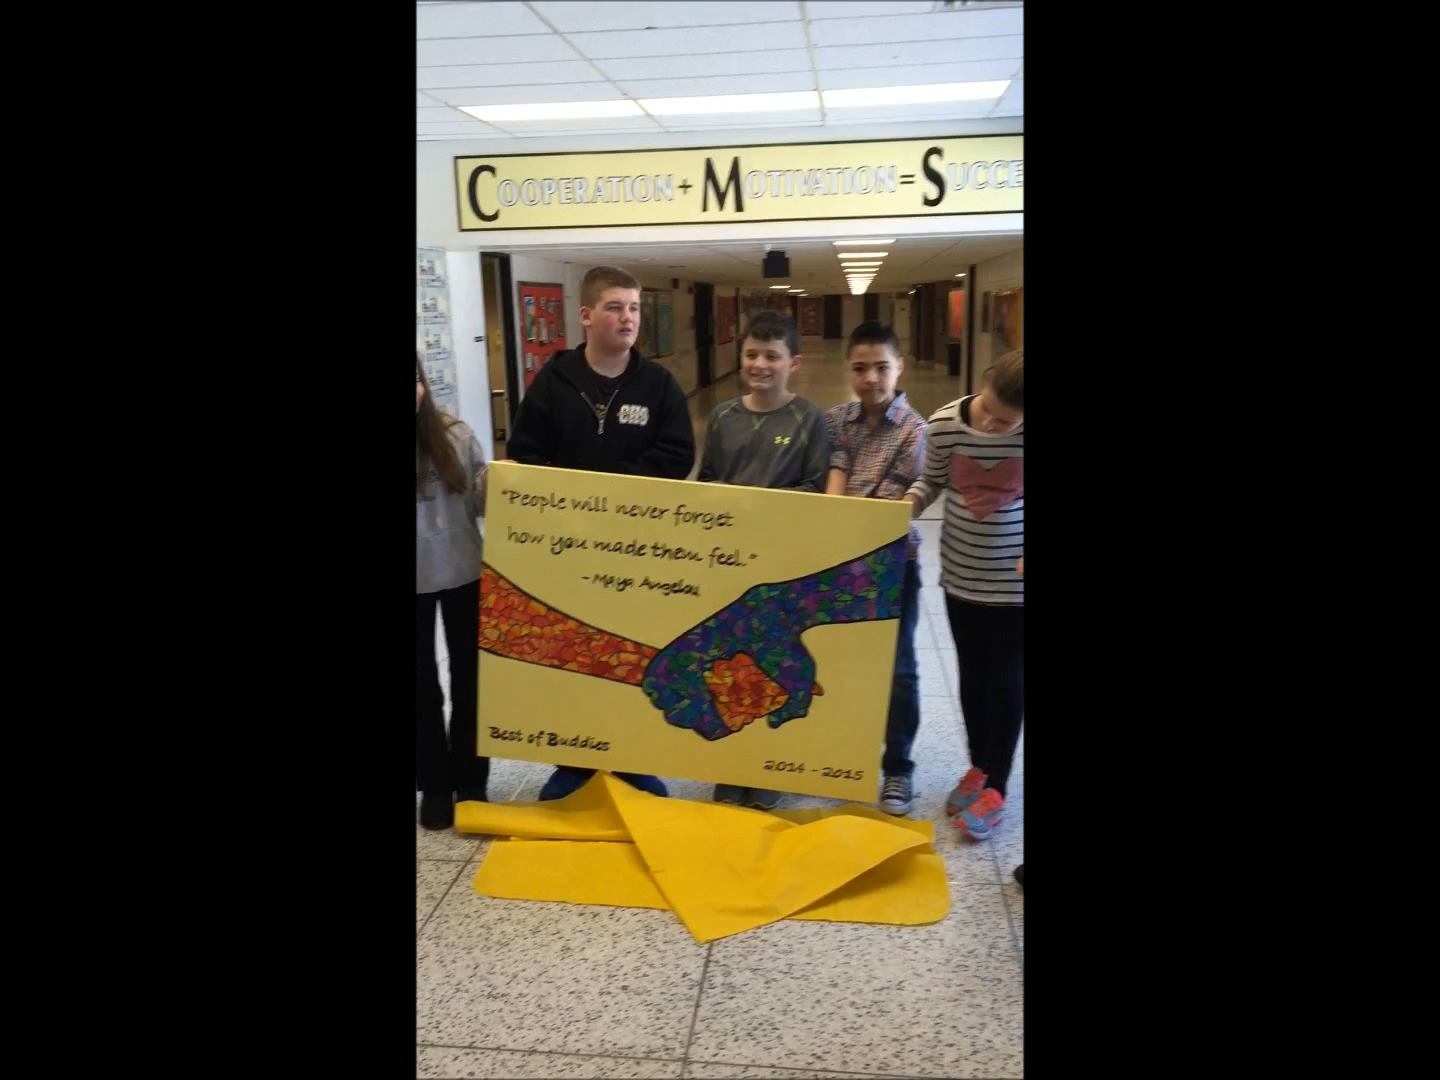 COOPERATION + MOTIVATION = SUCCE
CMS
"People will never forget
how you made them feel."
- Maya Angelou
Best of Buddies
2014 - 2015